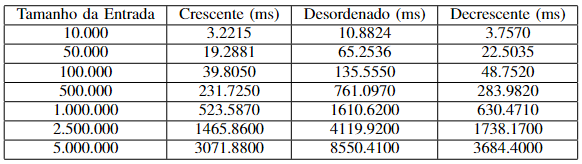 Tamanho da Entrada Crescente (ms) Desordenado (ms) Decrescente (ms)
10.000 3.2215 10.8824 3.7570
50.000 19.2881 65.2536 22.5035
100.000 39.8050 135.5550 48.7520
500.000 231.7250 761.0970 283.9820
1.000.000 523.5870 1610.6200 630.4710
2.500.000 1465.8600 4119.9200 1738.1700
5.000.000 3071.8800 8550.4100 3684.4000